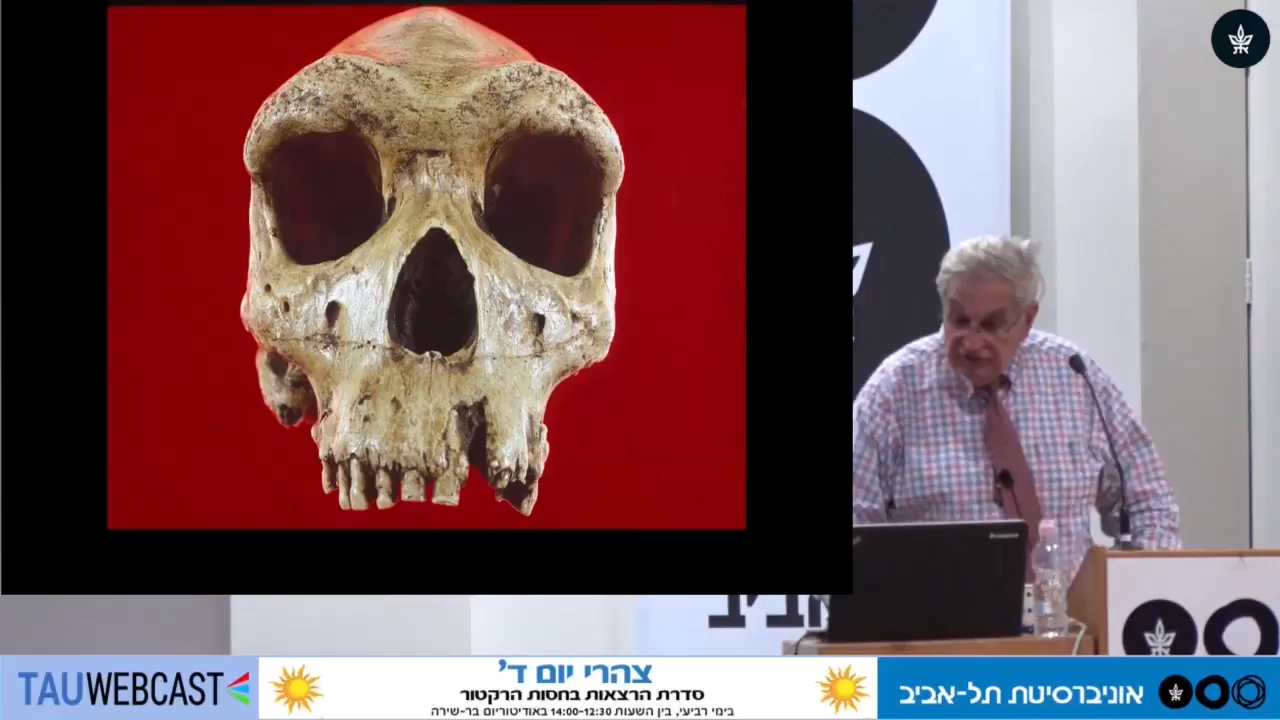 אביב
TAUWEBCAST
צהרי יום ד'
סדרת הרצאות בחסות הרקטור
בימי רביעי, בין השעות 14:00-12:30 באודיטוריום בר-שירה
אוניברסיטת תל-אביב